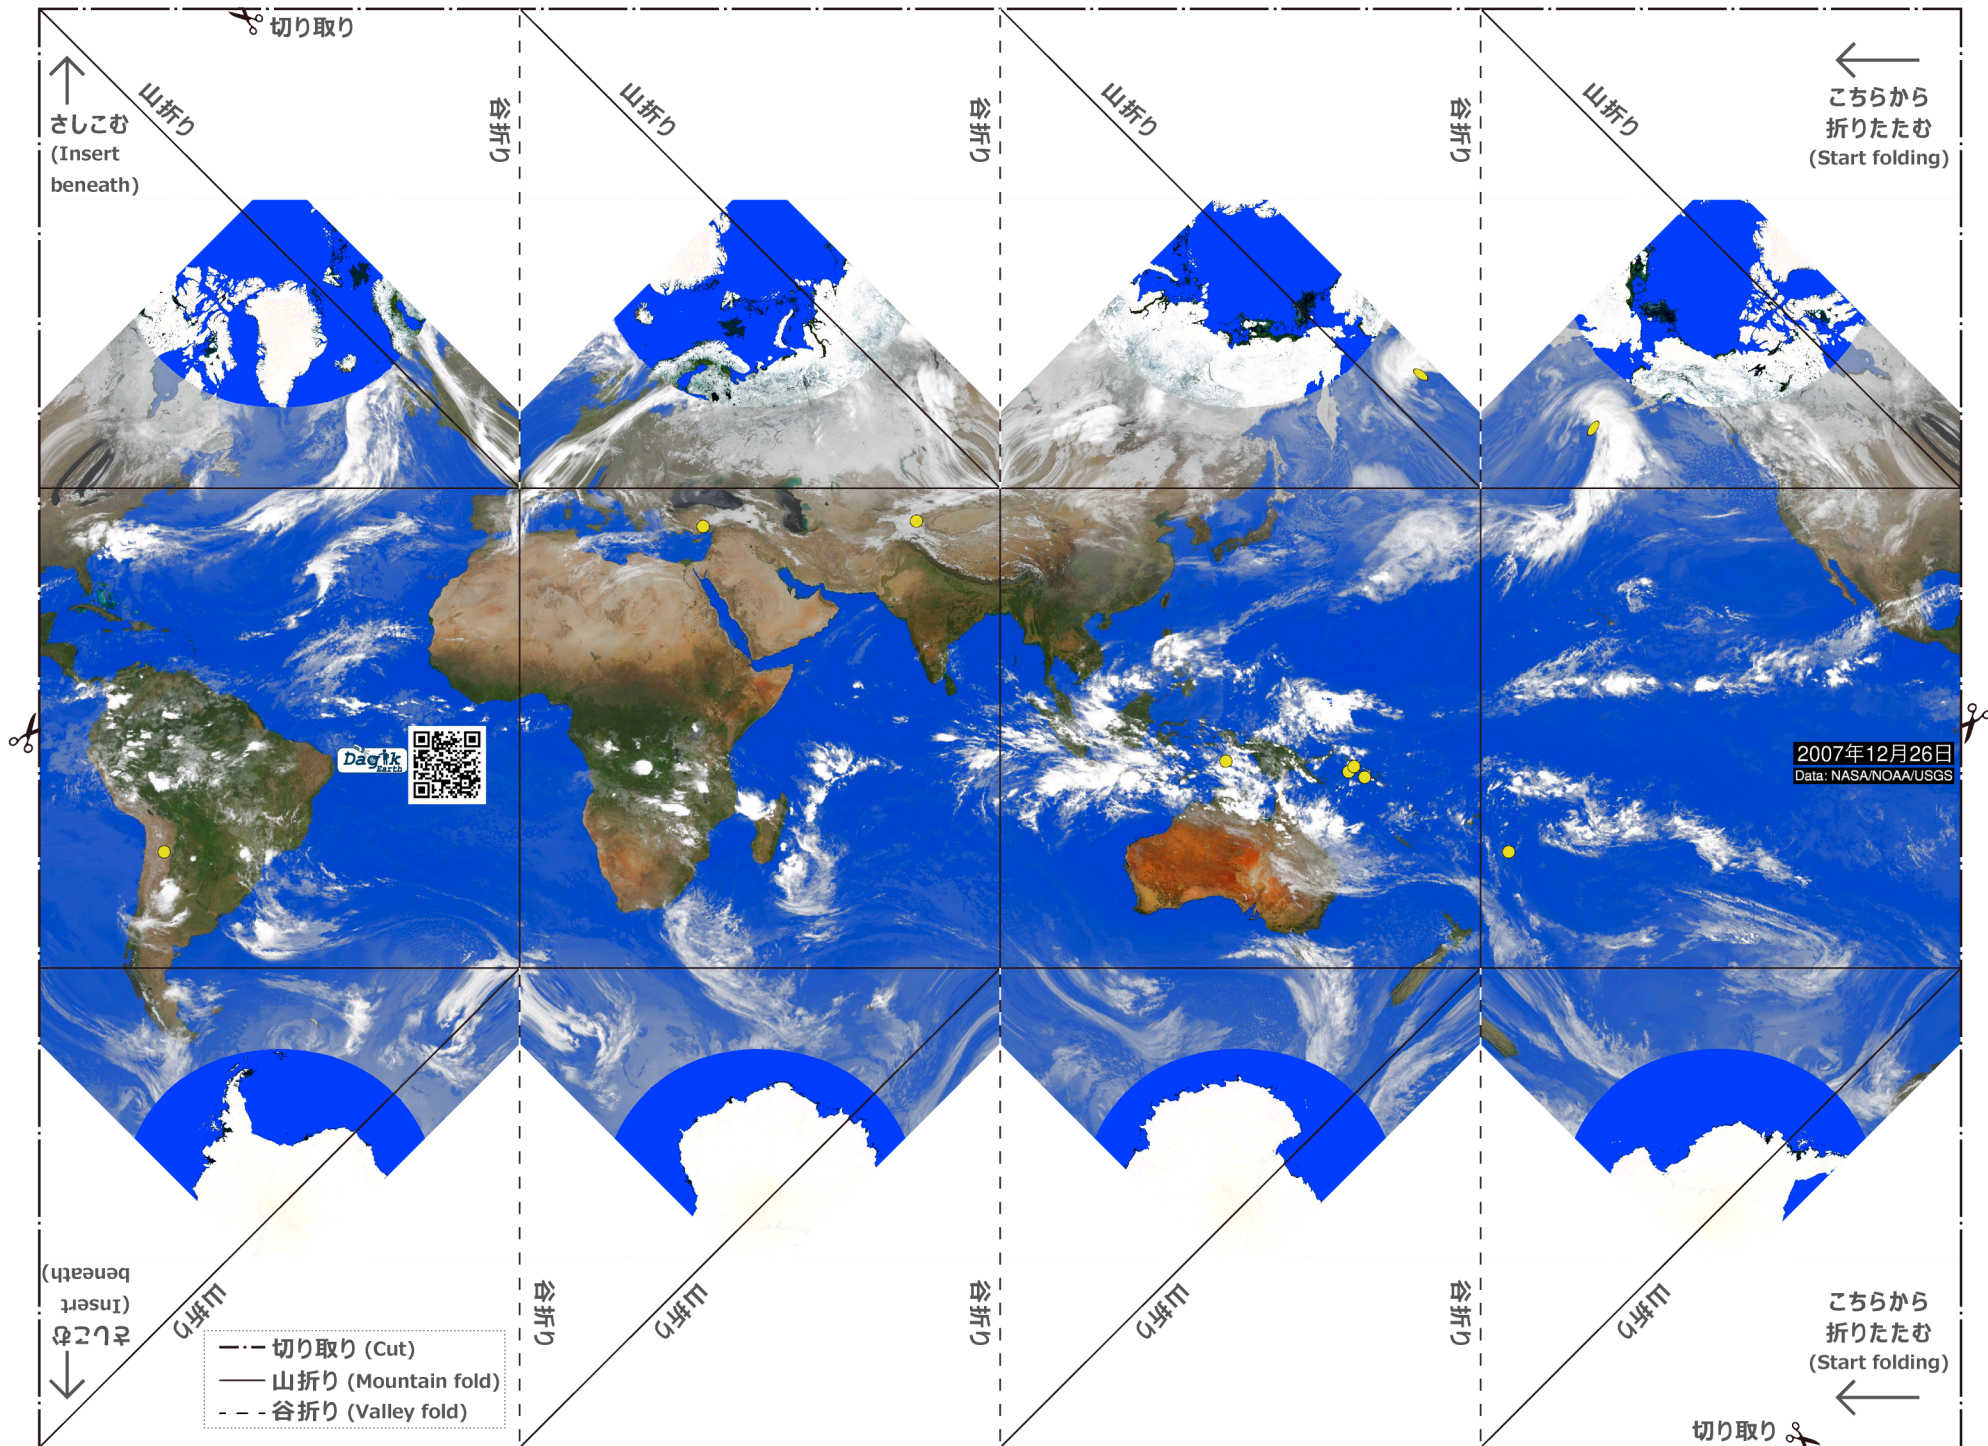 切り取り
さしこむ
(Insert
beneath)
山折り
谷折り
山折り
谷折り
山折り
谷折り
山折り
こちらから
折りたたむ
(Start folding)
Dagik
Earth
2007年12月26日
Data: NASA/NOAA/USGS
さしこむ
(Insert
beneath)
山折り
谷折り
山折り
谷折り
山折り
谷折り
山折り
こちらから
折りたたむ
(Start folding)
切り取り (Cut)
山折り (Mountain fold)
谷折り (Valley fold)
切り取り